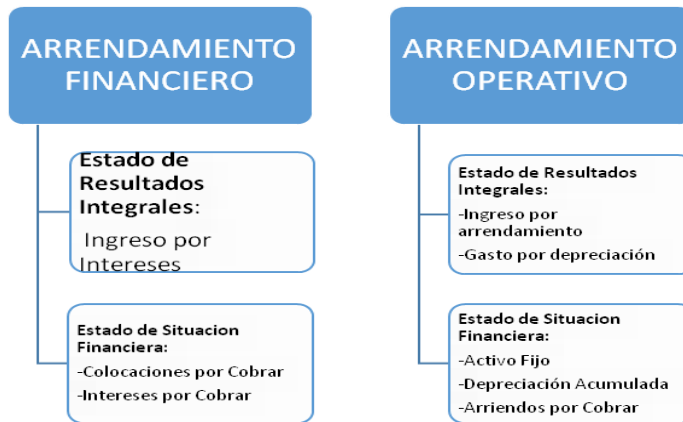 ARRENDAMIENTO
FINANCIERO
Estado de
Resultados
Integrales:
Ingreso por
Intereses
Estado de Situacion
Financiera:
-Colocaciones por Cobrar
-Intereses por Cobrar
ARRENDAMIENTO
OPERATIVO
Estado de Resultados
Integrales:
-Ingreso por
arrendamiento
-Gasto por depreciación
Estado de Situacion
Financiera:
-Activo Fijo
-Depreciación Acumulada
-Arriendos por Cobrar